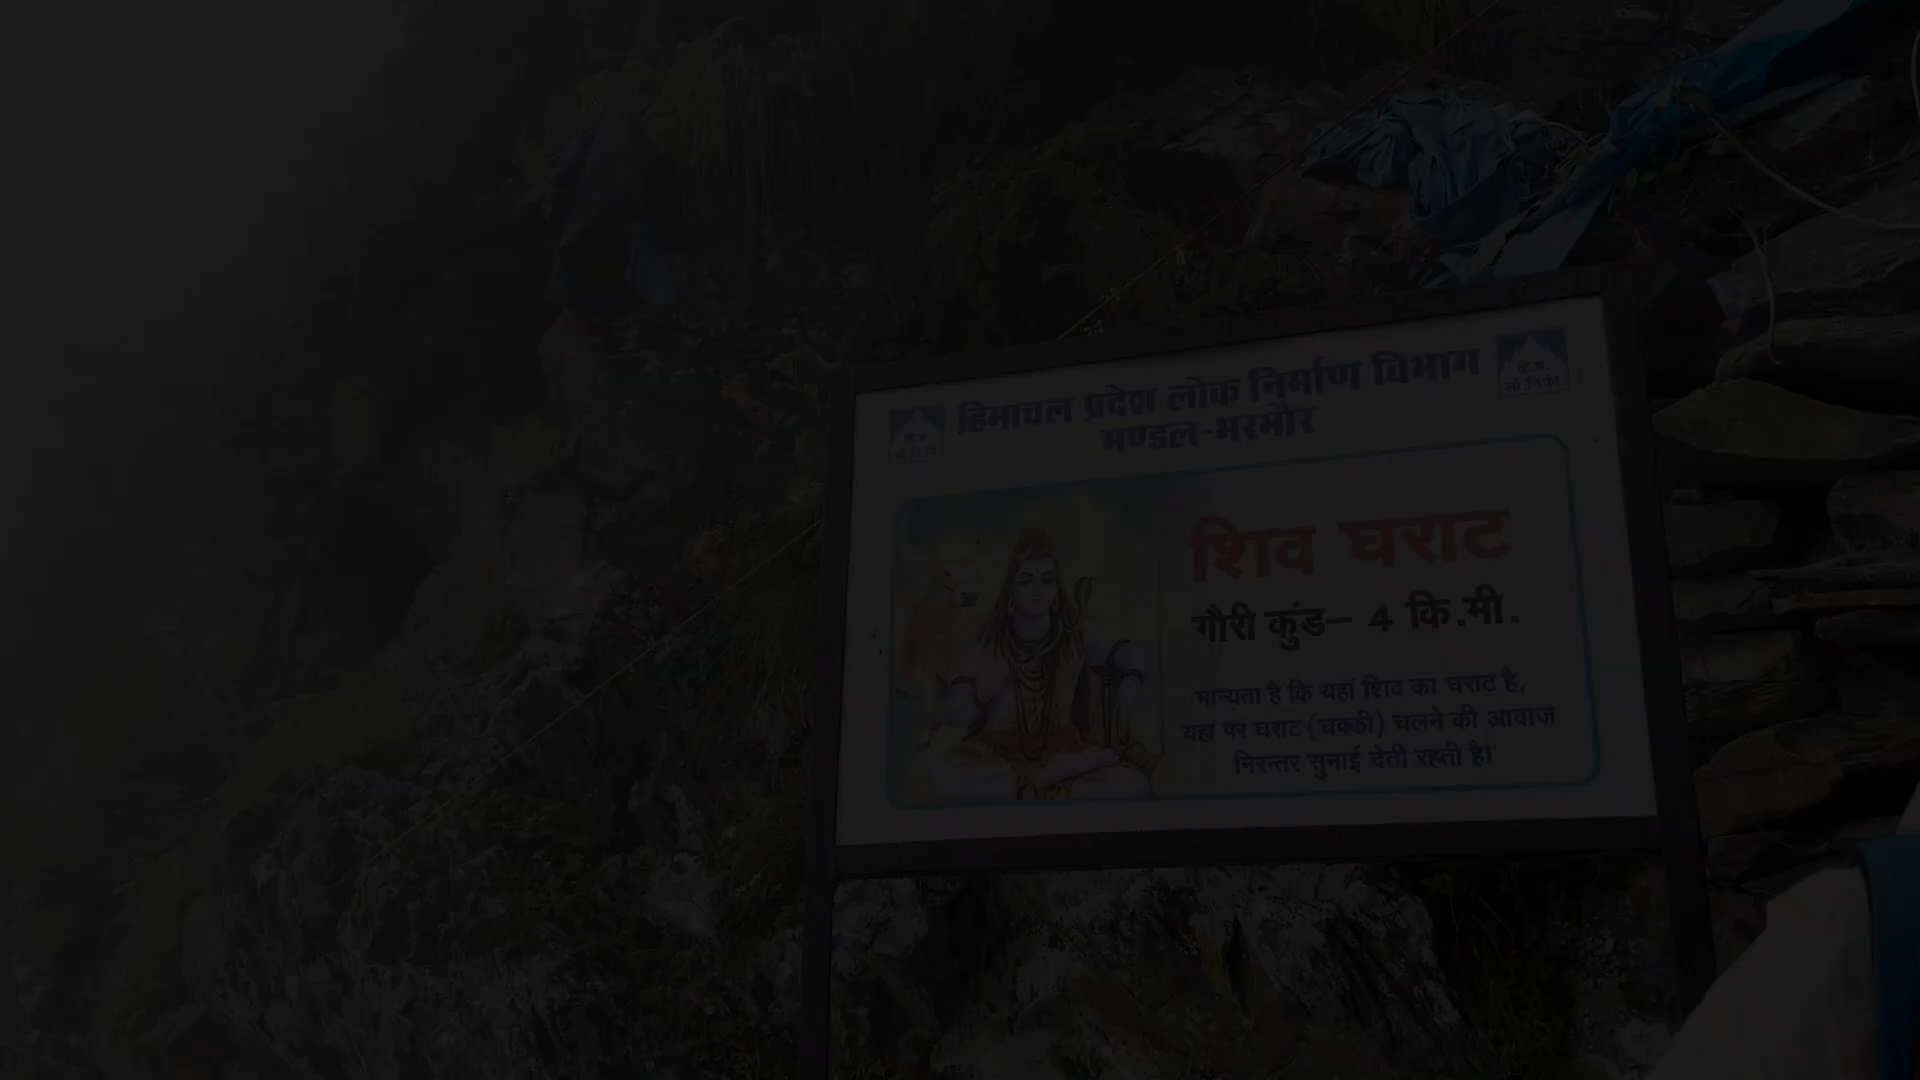 हिमाचल प्रदेश लोक निर्माण विभाग
मण्डल-भरमौर
शिव घराट
गौरी कुंड– 4 कि.मी.
मान्यता है कि यहां शिव का घराट है,
यहां पर घराट (चक्की) चलने की आवाज
निरन्तर सुनाई देती रहती है।
हि.प्र.
लो.नि.वि.